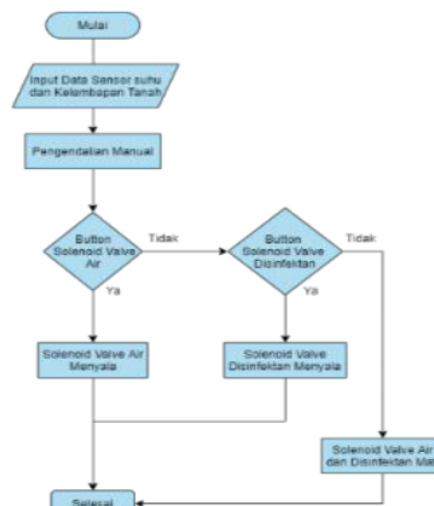 Mulai
Input Data Sensor suhu
dan Kelembapan Tanah
Pengendalian Manual
Button
Solenoid Valve
Air
Tidak
Button
Solenoid Valve
Disinfektan
Tidak
Ya
Ya
Solenoid Valve Air
Menyala
Solenoid Valve
Disinfektan Menyala
Solenoid Valve Air
dan Disinfektan Mati
Selesai